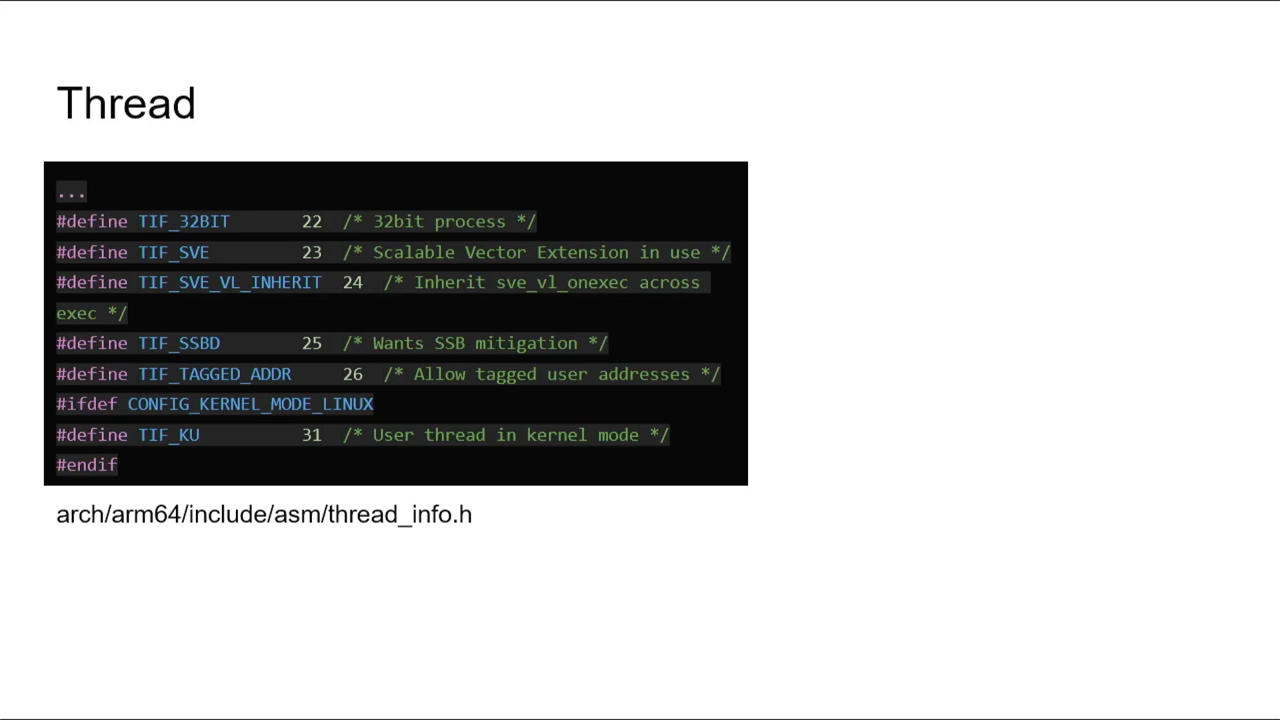 Thread
...
#define TIF_32BIT 22 /* 32bit process */
#define TIF_SVE 23 /* Scalable Vector Extension in use */
#define TIF_SVE_VL_INHERIT 24 /* Inherit sve_vl_onexec across
exec */
#define TIF_SSBD 25 /* Wants SSB mitigation */
#define TIF_TAGGED_ADDR 26 /* Allow tagged user addresses */
#ifdef CONFIG_KERNEL_MODE_LINUX
#define TIF_KU 31 /* User thread in kernel mode */
#endif
arch/arm64/include/asm/thread_info.h